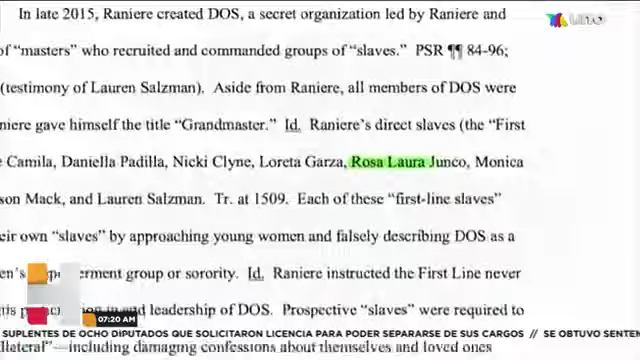 UNO
In late 2015, Raniere created DOS, a secret organization led by Raniere and
of “masters” who recruited and commanded groups of “slaves.” PSR ¶¶ 84-96;
(testimony of Lauren Salzman). Aside from Raniere, all members of DOS were
niere gave himself the title “Grandmaster.” Id. Raniere’s direct slaves (the “First
Camila, Daniella Padilla, Nicki Clyne, Loreta Garza, Rosa Laura Junco, Monica
son Mack, and Lauren Salzman. Tr. at 1509. Each of these “first-line slaves”
eir own “slaves” by approaching young women and falsely describing DOS as a
en’s erment group or sorority. Id. Raniere instructed the First Line never
and leadership of DOS. Prospective “slaves” were required to
07:20 AM
SUPLENTES DE OCHO DIPUTADOS QUE SOLICITARON LICENCIA PARA PODER SEPARARSE DE SUS CARGOS // SE OBTUVO SENTEN
llateral”—including damaging confessions about themselves and loved ones